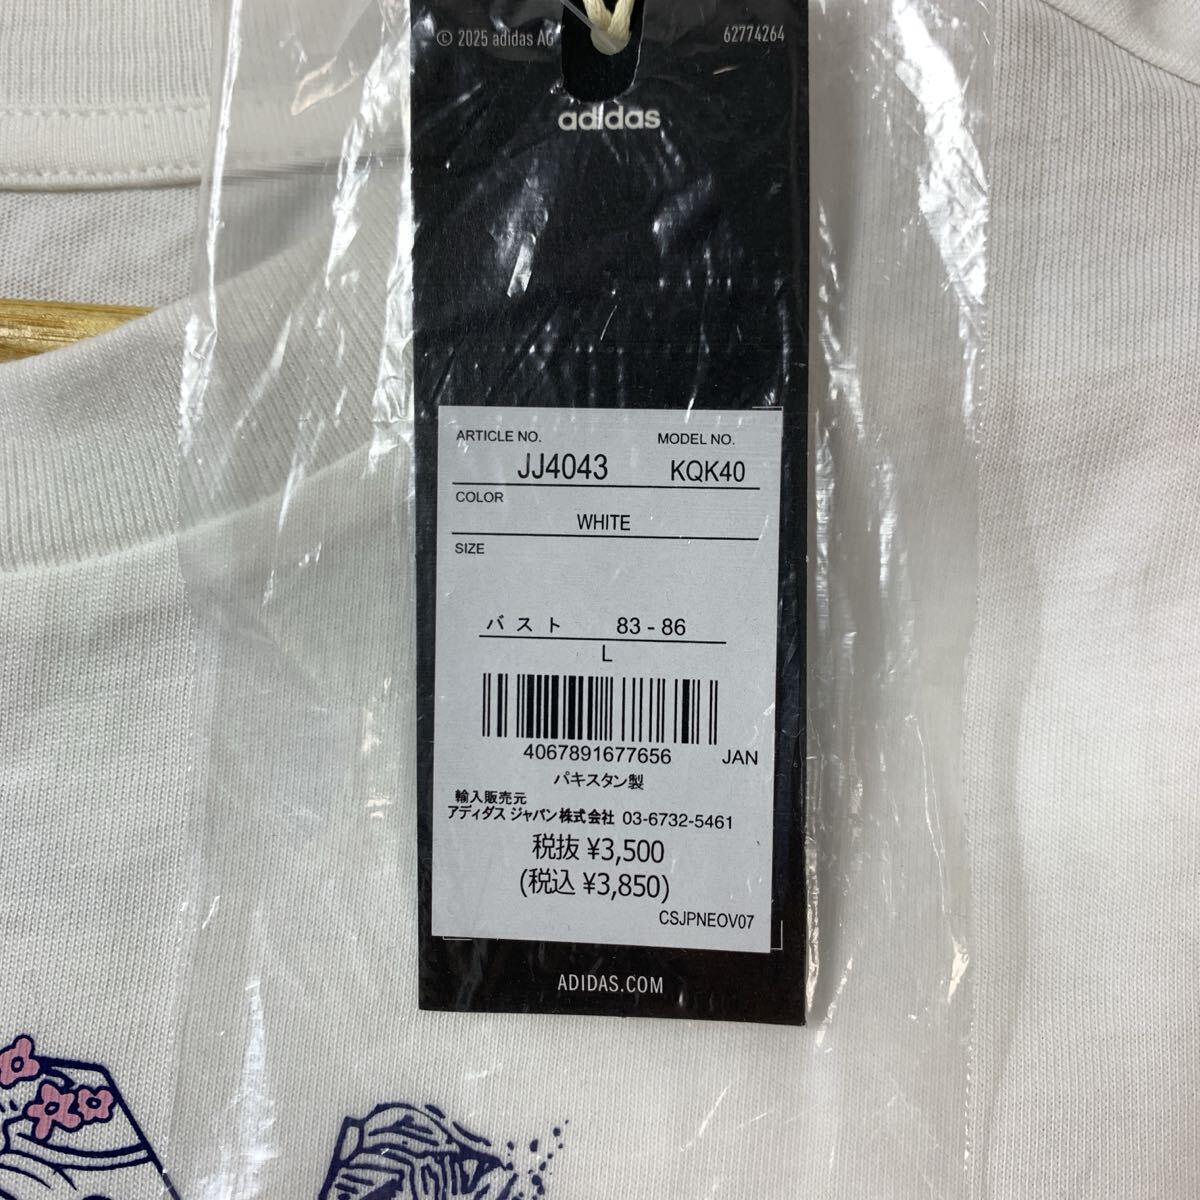 © 2025 adidas AG 62774264
adidas
ARTICLE NO. MODEL NO.
JJ4043 KQK40
COLOR
WHITE
SIZE
バスト 83 - 86
L
4067891677656 JAN
パキスタン製
輸入販売元
アディダス ジャパン株式会社 03-6732-5461
税抜 ¥3,500
(税込 ¥3,850)
CSJPNEOV07
ADIDAS.COM